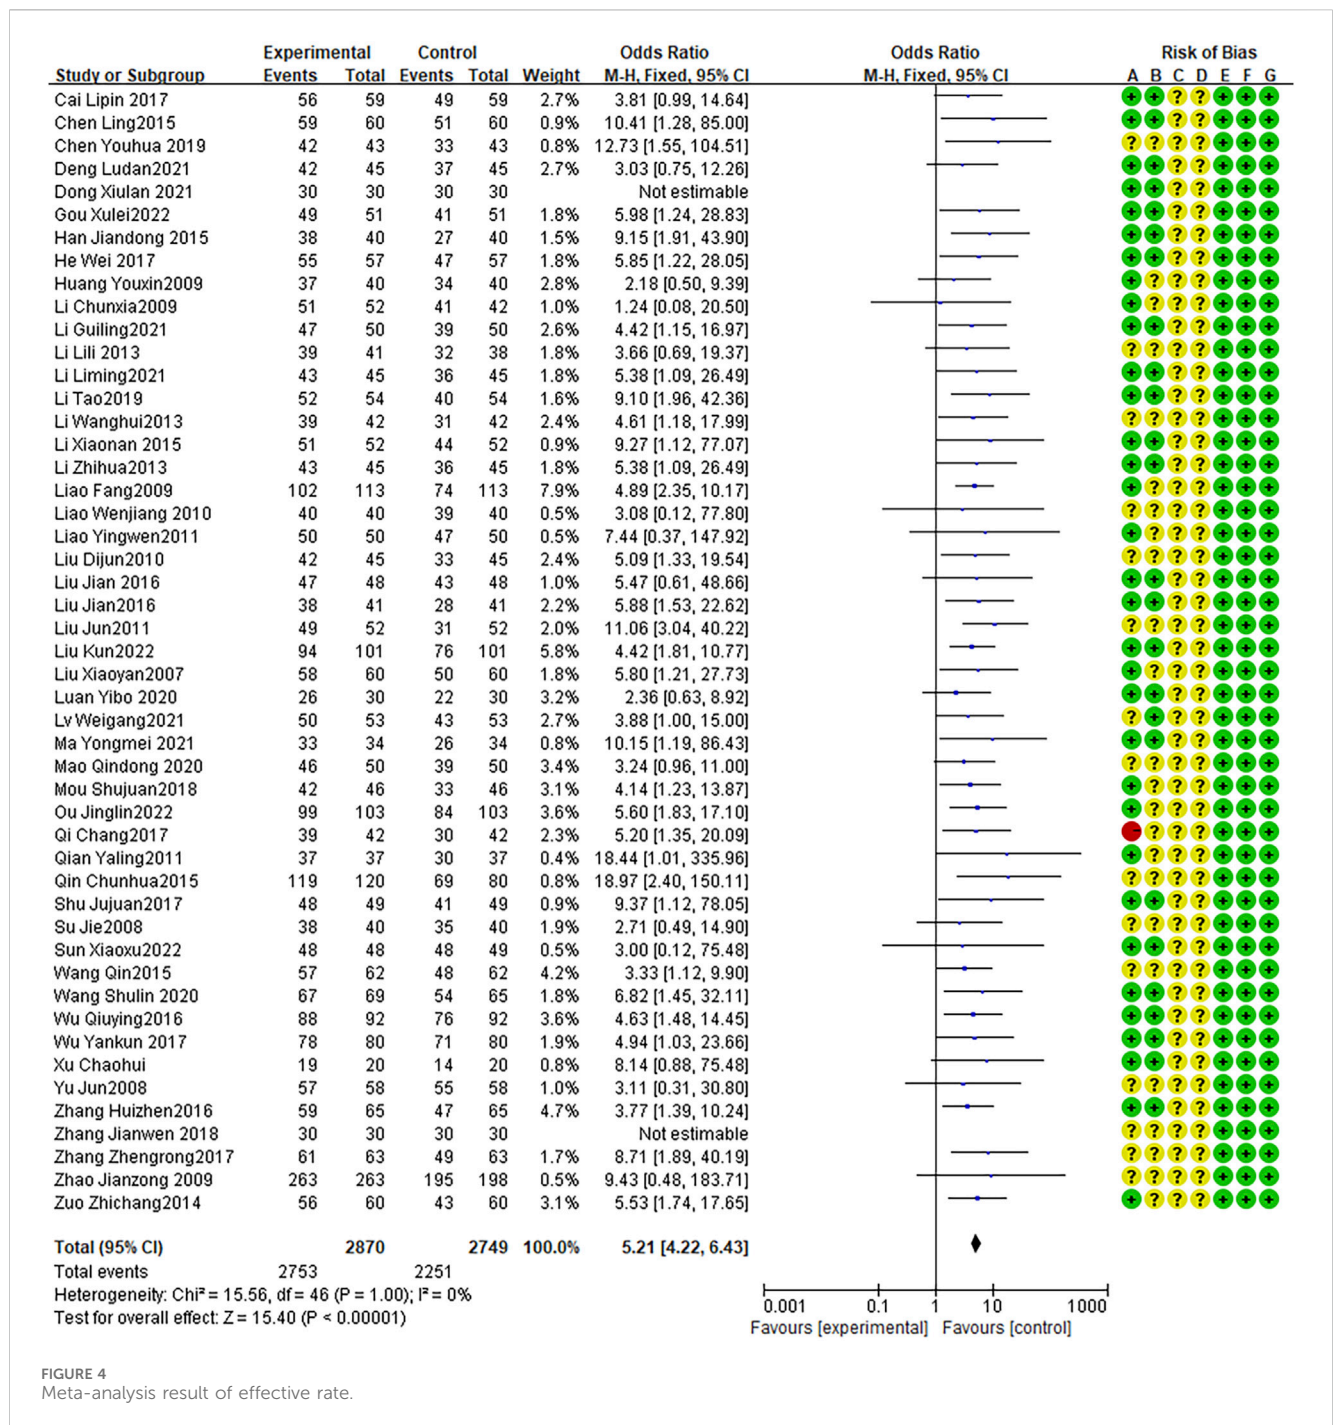 Experimental Control Odds Ratio Odds Ratio Risk of Bias
Study or Subgroup Events Total Events Total Weight M-H, Fixed, 95% CI M-H, Fixed, 95% CI A B C D E F G
Cai Lipin 2017 56 59 49 59 2.7% 3.81 [0.99, 14.64] + + ? ? + + +
Chen Ling2015 59 60 51 60 0.9% 10.41 [1.28, 85.00] + + ? ? + + +
Chen Youhua 2019 42 43 33 43 0.8% 12.73 [1.55, 104.51] ? ? ? ? + + +
Deng Ludan2021 42 45 37 45 2.7% 3.03 [0.75, 12.26] + + ? ? + + +
Dong Xiulan 2021 30 30 30 30 Not estimable + + ? ? + + +
Gou Xulei2022 49 51 41 51 1.8% 5.98 [1.24, 28.83] + + ? ? + + +
Han Jiandong 2015 38 40 27 40 1.5% 9.15 [1.91, 43.90] + + ? ? + + +
He Wei 2017 55 57 47 57 1.8% 5.85 [1.22, 28.05] + + ? ? + + +
Huang Youxin2009 37 40 34 40 2.8% 2.18 [0.50, 9.39] + ? ? ? + + +
Li Chunxia2009 51 52 41 42 1.0% 1.24 [0.08, 20.50] + ? ? ? + + +
Li Guiling2021 47 50 39 50 2.6% 4.42 [1.15, 16.97] + + ? ? + + +
Li Lili 2013 39 41 32 38 1.8% 3.66 [0.69, 19.37] ? ? ? ? + + +
Li Liming2021 43 45 36 45 1.8% 5.38 [1.09, 26.49] + + ? ? + + +
Li Tao2019 52 54 40 54 1.6% 9.10 [1.96, 42.36] + + ? ? + + +
Li Wanghui2013 39 42 31 42 2.4% 4.61 [1.18, 17.99] ? ? ? ? + + +
Li Xiaonan 2015 51 52 44 52 0.9% 9.27 [1.12, 77.07] + + ? ? + + +
Li Zhihua2013 43 45 36 45 1.8% 5.38 [1.09, 26.49] + + ? ? + + +
Liao Fang2009 102 113 74 113 7.9% 4.89 [2.35, 10.17] + ? ? ? + + +
Liao Wenjiang 2010 40 40 39 40 0.5% 3.08 [0.12, 77.80] ? ? ? ? + + +
Liao Yingwen2011 50 50 47 50 0.5% 7.44 [0.37, 147.92] + ? ? ? + + +
Liu Dijun2010 42 45 33 45 2.4% 5.09 [1.33, 19.54] ? ? ? ? + + +
Liu Jian 2016 47 48 43 48 1.0% 5.47 [0.61, 48.66] + + ? ? + + +
Liu Jian2016 38 41 28 41 2.2% 5.88 [1.53, 22.62] + + ? ? + + +
Liu Jun2011 49 52 31 52 2.0% 11.06 [3.04, 40.22] ? ? ? ? + + +
Liu Kun2022 94 101 76 101 5.8% 4.42 [1.81, 10.77] + + ? ? + + +
Liu Xiaoyan2007 58 60 50 60 1.8% 5.80 [1.21, 27.73] + ? ? ? + + +
Luan Yibo 2020 26 30 22 30 3.2% 2.36 [0.63, 8.92] + + ? ? + + +
Lv Weigang2021 50 53 43 53 2.7% 3.88 [1.00, 15.00] ? + ? ? + + +
Ma Yongmei 2021 33 34 26 34 0.8% 10.15 [1.19, 86.43] + + ? ? + + +
Mao Qindong 2020 46 50 39 50 3.4% 3.24 [0.96, 11.00] ? ? ? ? + + +
Mou Shujuan2018 42 46 33 46 3.1% 4.14 [1.23, 13.87] + ? ? ? + + +
Ou Jinglin2022 99 103 84 103 3.6% 5.60 [1.83, 17.10] + ? ? ? + + +
Qi Chang2017 39 42 30 42 2.3% 5.20 [1.35, 20.09] - ? ? ? + + +
Qian Yaling2011 37 37 30 37 0.4% 18.44 [1.01, 335.96] + ? ? ? + + +
Qin Chunhua2015 119 120 69 80 0.8% 18.97 [2.40, 150.11] ? ? ? ? + + +
Shu Jujuan2017 48 49 41 49 0.9% 9.37 [1.12, 78.05] + + ? ? + + +
Su Jie2008 38 40 35 40 1.9% 2.71 [0.49, 14.90] ? ? ? ? + + +
Sun Xiaoxu2022 48 48 48 49 0.5% 3.00 [0.12, 75.48] + + ? ? + + +
Wang Qin2015 57 62 48 62 4.2% 3.33 [1.12, 9.90] ? ? ? ? + + +
Wang Shulin 2020 67 69 54 65 1.8% 6.82 [1.45, 32.11] + + ? ? + + +
Wu Qiuying2016 88 92 76 92 3.6% 4.63 [1.48, 14.45] + + ? ? + + +
Wu Yankun 2017 78 80 71 80 1.9% 4.94 [1.03, 23.66] + + ? ? + + +
Xu Chaohui 19 20 14 20 0.8% 8.14 [0.88, 75.48] + + ? ? + + +
Yu Jun2008 57 58 55 58 1.0% 3.11 [0.31, 30.80] ? ? ? ? + + +
Zhang Huizhen2016 59 65 47 65 4.7% 3.77 [1.39, 10.24] + + ? ? + + +
Zhang Jianwen 2018 30 30 30 30 Not estimable ? ? ? ? + + +
Zhang Zhengrong2017 61 63 49 63 1.7% 8.71 [1.89, 40.19] ? ? ? ? + + +
Zhao Jianzong 2009 263 263 195 198 0.5% 9.43 [0.48, 183.71] ? ? ? ? + + +
Zuo Zhichang2014 56 60 43 60 3.1% 5.53 [1.74, 17.65] + ? ? ? + + +
Total (95% CI) 2870 2749 100.0% 5.21 [4.22, 6.43]
Total events 2753 2251
Heterogeneity: Chi² = 15.56, df = 46 (P = 1.00); I² = 0%
Test for overall effect: Z = 15.40 (P < 0.00001)
0.001 0.1 1 10 1000
Favours [experimental] Favours [control]
FIGURE 4
Meta-analysis result of effective rate.